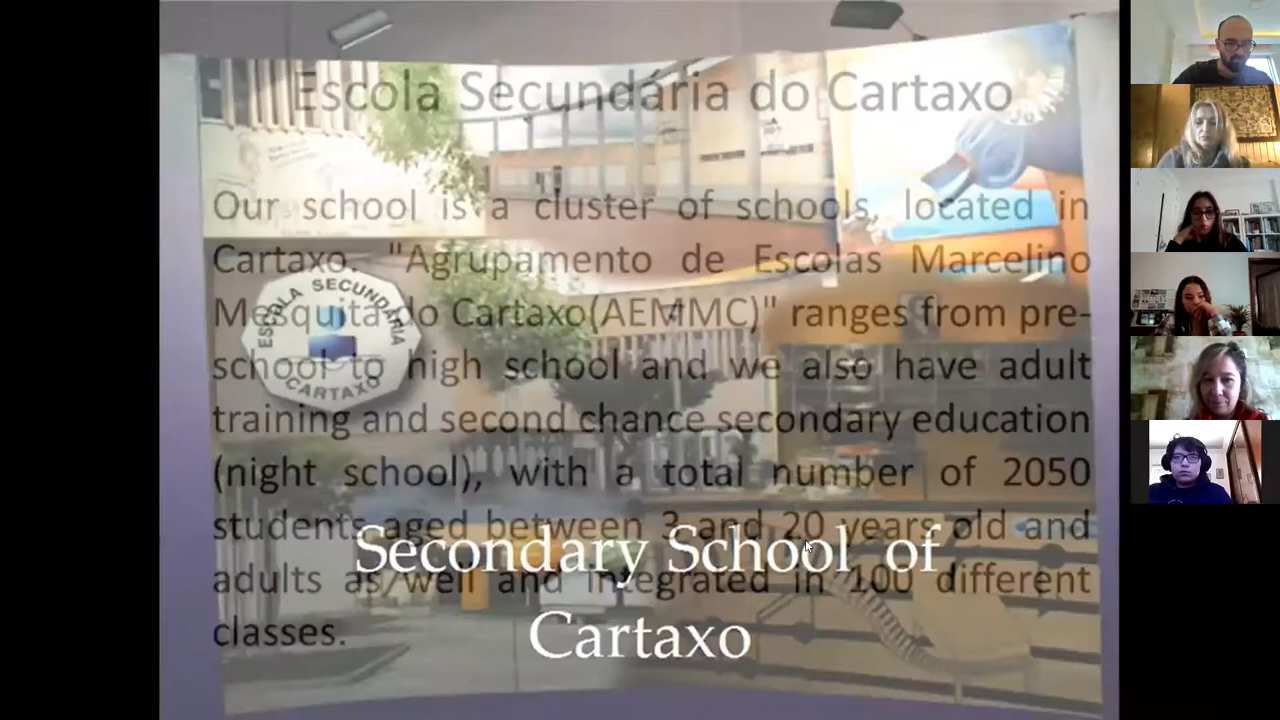 Escola Secundária do Cartaxo
Our school is a cluster of schools, located in
Cartaxo. "Agrupamento de Escolas Marcelino
Mesquita do Cartaxo(AEMMC)" ranges from pre-
school to high school and we also have adult
training and second chance secondary education
(night school), with a total number of 2050
students aged between 3 and 20 years old and
adults as well and integrated in 100 different
classes.
ESCOLA SECUNDÁRIA
CARTAXO
Secondary School of
Cartaxo